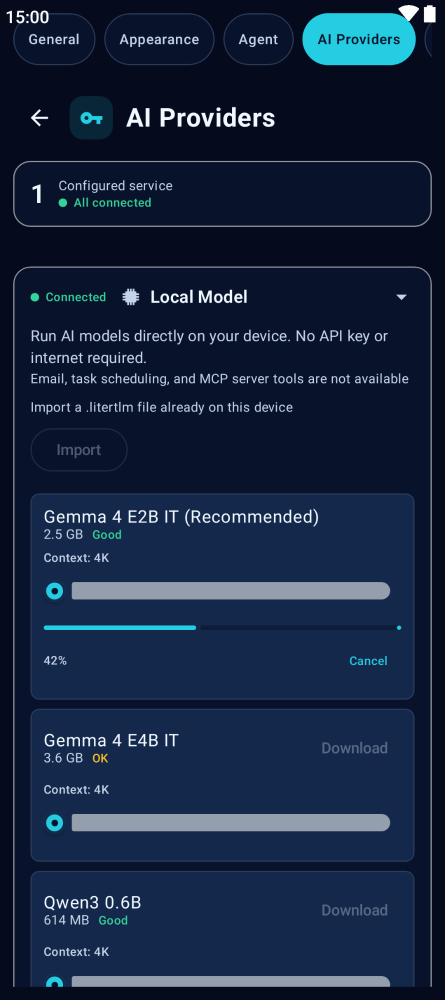 15:00
General
Appearance
Agent
AI Providers
AI Providers
1
Configured service
All connected
Connected
Local Model
Run AI models directly on your device. No API key or
internet required.
Email, task scheduling, and MCP server tools are not available
Import a .litertlm file already on this device
Import
Gemma 4 E2B IT (Recommended)
2.5 GB Good
Context: 4K
42%
Cancel
Gemma 4 E4B IT
3.6 GB OK
Download
Context: 4K
Qwen3 0.6B
614 MB Good
Download
Context: 4K